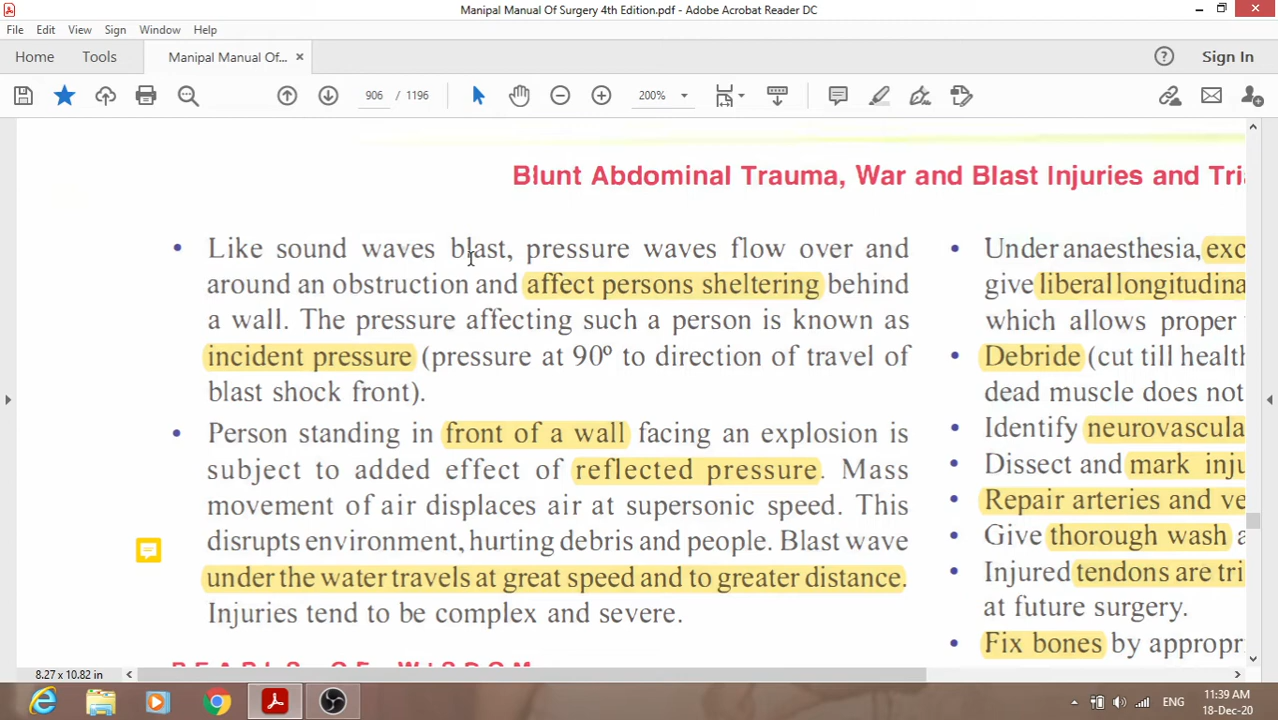 Manipal Manual Of Surgery 4th Edition.pdf - Adobe Acrobat Reader DC
File Edit View Sign Window Help
Home Tools Manipal Manual Of... × Sign In
906 / 1196 200%
Blunt Abdominal Trauma, War and Blast Injuries and Tri
• Like sound waves blast, pressure waves flow over and
around an obstruction and affect persons sheltering behind
a wall. The pressure affecting such a person is known as
incident pressure (pressure at 90º to direction of travel of
blast shock front).
• Person standing in front of a wall facing an explosion is
subject to added effect of reflected pressure. Mass
movement of air displaces air at supersonic speed. This
disrupts environment, hurting debris and people. Blast wave
under the water travels at great speed and to greater distance.
Injuries tend to be complex and severe.
PEARLS OF WISDOM
• Under anaesthesia, exc
give liberal longitudina
which allows proper
• Debride (cut till health
dead muscle does not
• Identify neurovascula
• Dissect and mark inju
• Repair arteries and ve
• Give thorough wash a
• Injured tendons are tri
at future surgery.
• Fix bones by appropri
8.27 x 10.82 in
ENG
11:39 AM
18-Dec-20